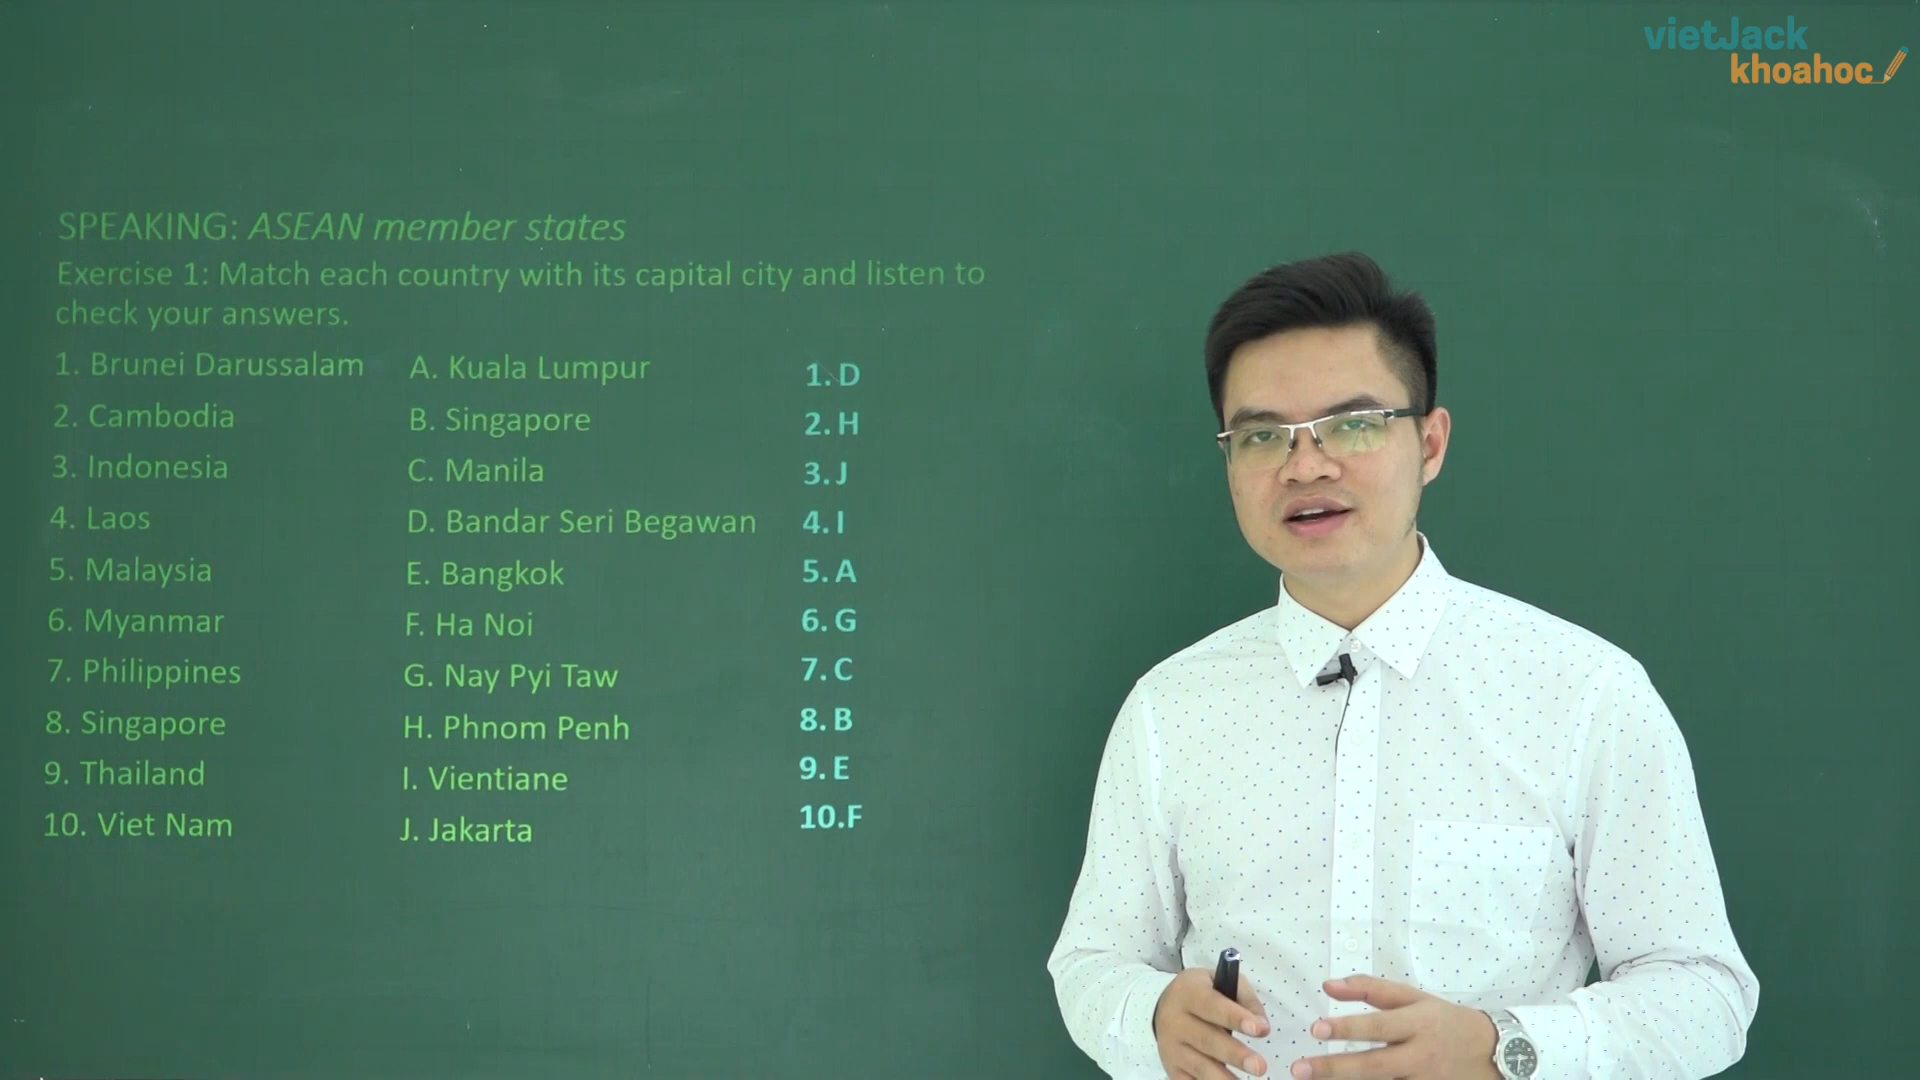 vietJack
khoahoc
SPEAKING: ASEAN member states
Exercise 1: Match each country with its capital city and listen to
check your answers.
1. Brunei Darussalam
2. Cambodia
3. Indonesia
4. Laos
5. Malaysia
6. Myanmar
7. Philippines
8. Singapore
9. Thailand
10. Viet Nam
A. Kuala Lumpur
B. Singapore
C. Manila
D. Bandar Seri Begawan
E. Bangkok
F. Ha Noi
G. Nay Pyi Taw
H. Phnom Penh
I. Vientiane
J. Jakarta
1. D
2. H
3. J
4. I
5. A
6. G
7. C
8. B
9. E
10.F